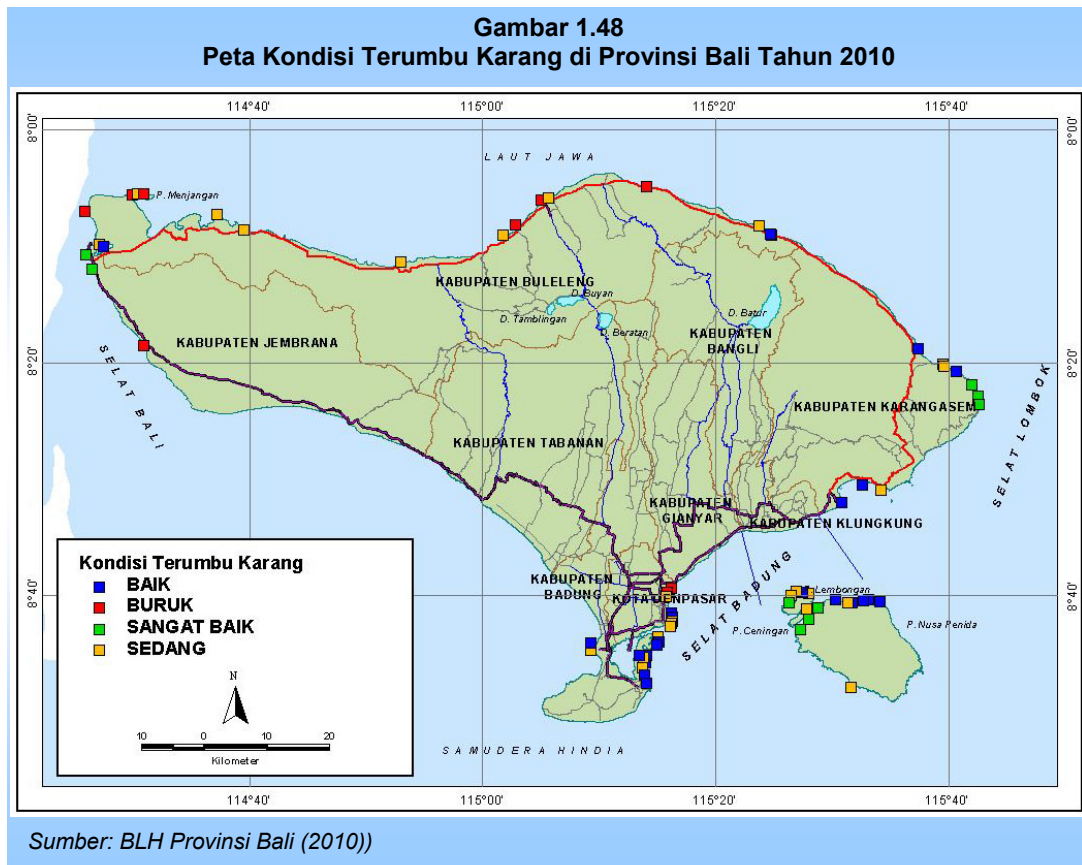 Gambar 1.48
Peta Kondisi Terumbu Karang di Provinsi Bali Tahun 2010
114°40'
115°00'
115°20'
115°40'
8°00'
8°00'
LAUT JAWA
P. Menjangan
KABUPATEN BULELENG
D. Buyan
D. Tamblingan
D. Beratan
D. Batur
KABUPATEN
BANGLI
KABUPATEN JEMBRANA
SELAT BALI
8°20'
8°20'
KABUPATEN KARANGASEM
SELAT LOMBOK
KABUPATEN TABANAN
KABUPATEN
GIANYAR
KABUPATEN KLUNGKUNG
KABUPATEN
BADUNG
KOTA DENPASAR
SELAT BADUNG
Lembongan
P. Ceningan
P. Nusa Penida
8°40'
8°40'
Kondisi Terumbu Karang
BAIK
BURUK
SANGAT BAIK
SEDANG
N
10 0 10 20
Kilometer
SAMUDERA HINDIA
114°40'
115°00'
115°20'
115°40'
Sumber: BLH Provinsi Bali (2010))